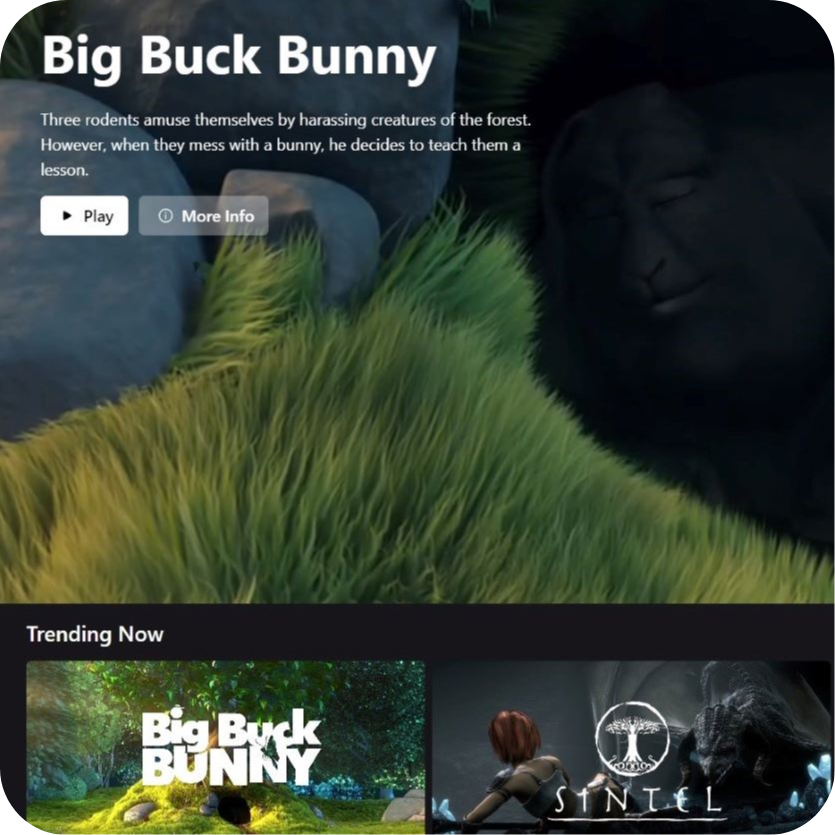 Big Buck Bunny
Three rodents amuse themselves by harassing creatures of the forest.
However, when they mess with a bunny, he decides to teach them a
lesson.
Play
More Info
Trending Now
Big Buck
BUNNY
SINTEL